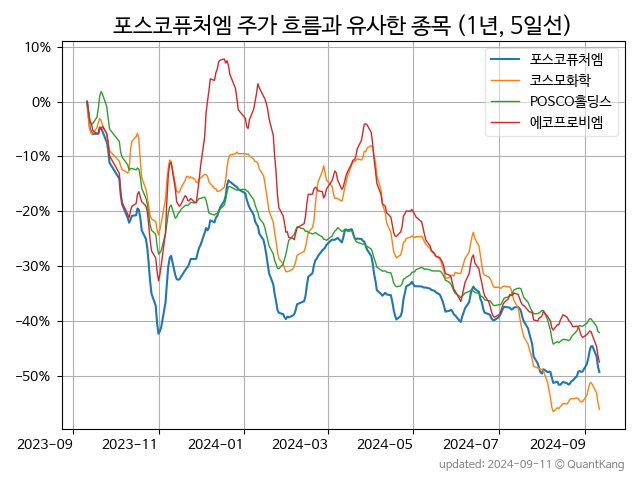 포스코퓨처엠 주가 흐름과 유사한 종목 (1년, 5일선)
포스코퓨처엠
코스모화학
POSCO홀딩스
에코프로비엠
10%
0%
−10%
−20%
−30%
−40%
−50%
2023-09
2023-11
2024-01
2024-03
2024-05
2024-07
2024-09
updated: 2024-09-11 © QuantKang